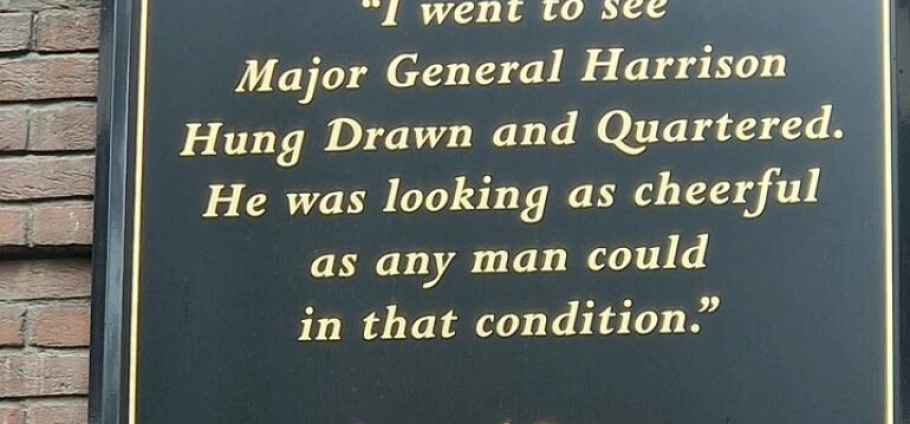 “I went to see
Major General Harrison
Hung Drawn and Quartered.
He was looking as cheerful
as any man could
in that condition.”